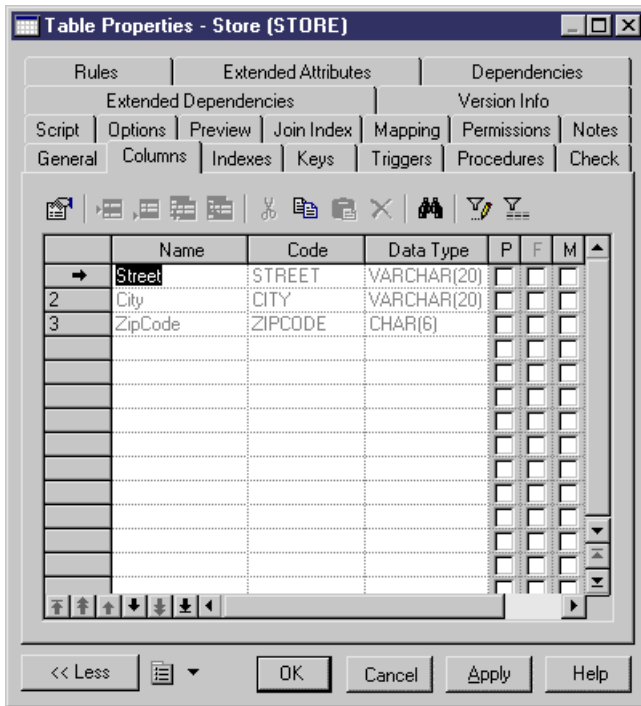 Table Properties - Store (STORE)
Rules Extended Attributes Dependencies
Extended Dependencies Version Info
Script Options Preview Join Index Mapping Permissions Notes
General Columns Indexes Keys Triggers Procedures Check
Name Code Data Type P F M
Street STREET VARCHAR(20)
2 City CITY VARCHAR(20)
3 ZipCode ZIPCODE CHAR(6)
<< Less OK Cancel Apply Help